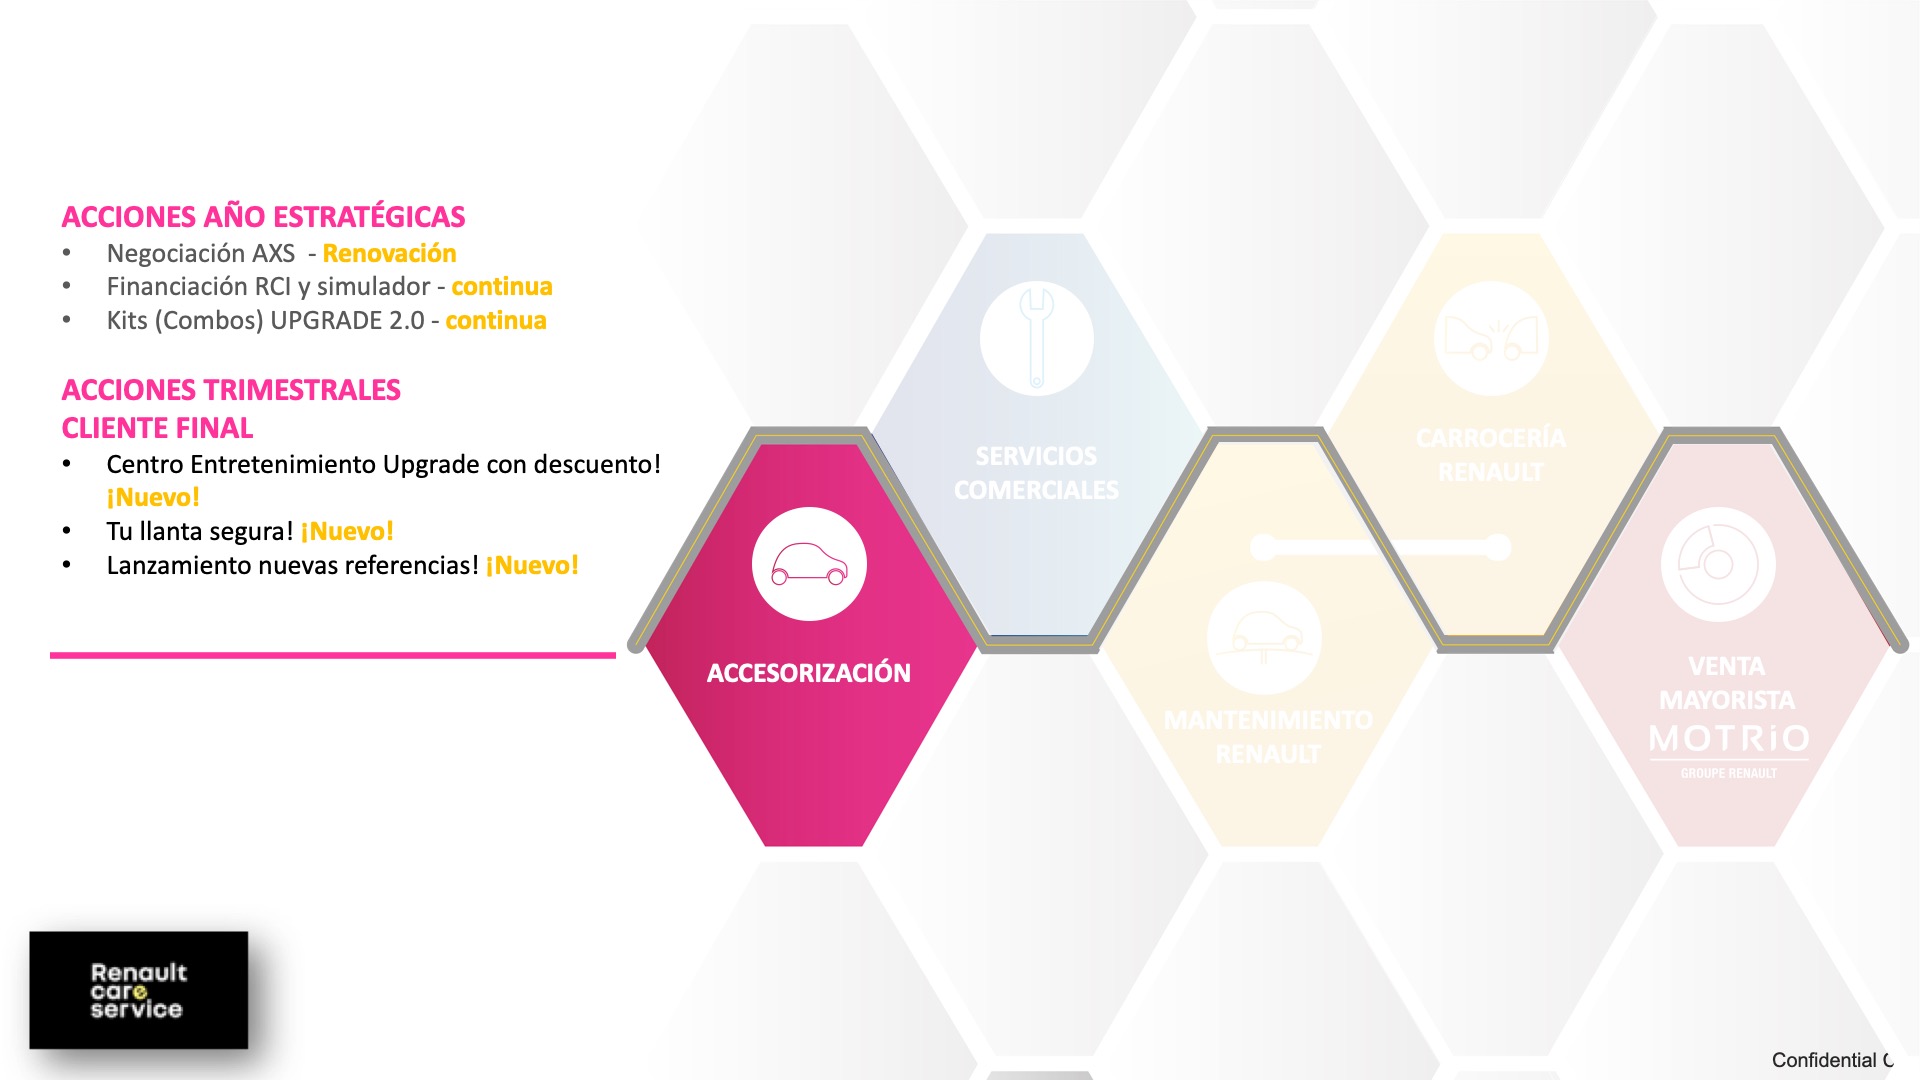 ACCIONES AÑO ESTRATÉGICAS
• Negociación AXS - Renovación
• Financiación RCI y simulador - continua
• Kits (Combos) UPGRADE 2.0 - continua
ACCIONES TRIMESTRALES
CLIENTE FINAL
• Centro Entretenimiento Upgrade con descuento!
¡Nuevo!
• Tu llanta segura! ¡Nuevo!
• Lanzamiento nuevas referencias! ¡Nuevo!
ACCESORIZACIÓN
SERVICIOS
COMERCIALES
MANTENIMIENTO
RENAULT
CARROCERÍA
RENAULT
VENTA
MAYORISTA
MOTRiO
GROUPE RENAULT
Renault
care
service
Confidential C